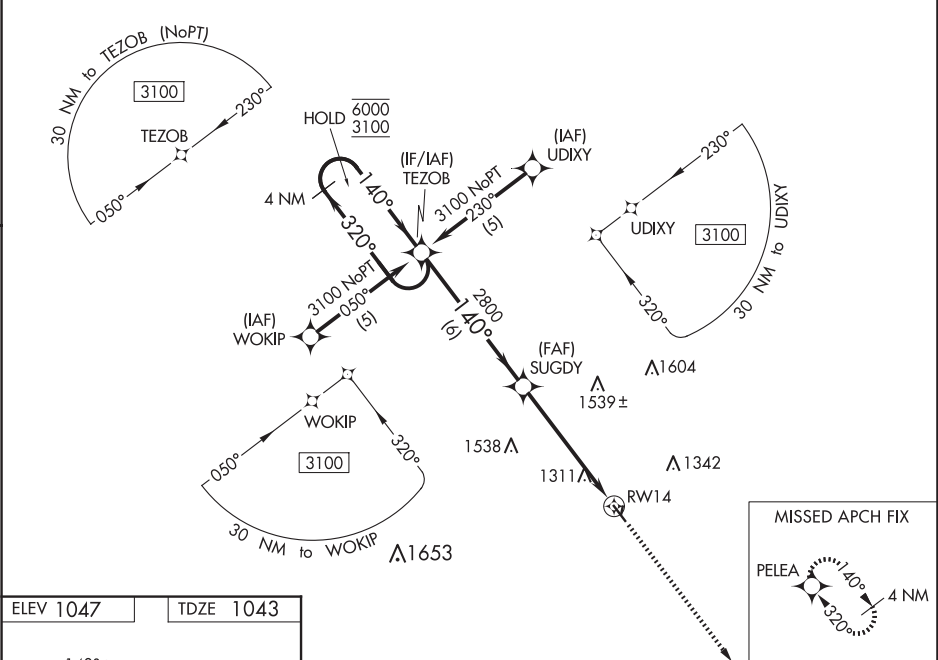 30 NM to TEZOB (NoPT)
3100
230°
TEZOB
050°
HOLD
6000
3100
4 NM
140°
320°
(IF/IAF)
TEZOB
(IAF)
UDIXY
3100 NoPT
230°
(5)
230°
UDIXY
3100
320°
30 NM to UDIXY
3100 NoPT
050°
(5)
(IAF)
WOKIP
2800
140°
(6)
(FAF)
SUGDY
1604
1539±
WOKIP
050°
3100
320°
30 NM to WOKIP
1538
1311
1342
RW14
1653
MISSED APCH FIX
PELEA
140°
320°
4 NM
ELEV 1047
TDZE 1043